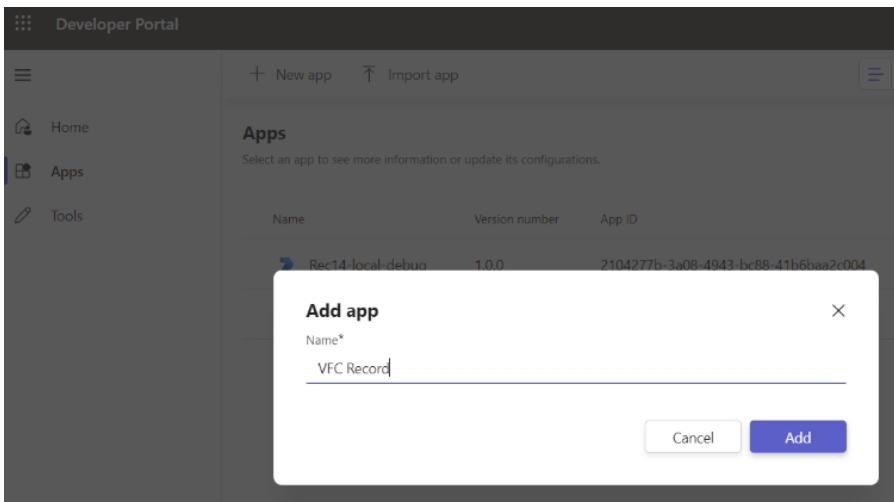 Developer Portal
New app Import app
Home
Apps
Apps
Select an app to see more information or update its configurations.
Tools
Name Version number App ID
Rec14-local-debug 1.0.0 2104277b-3a08-4943-bc88-41b6baa2c004
Add app
Name*
VFC Record
Cancel Add